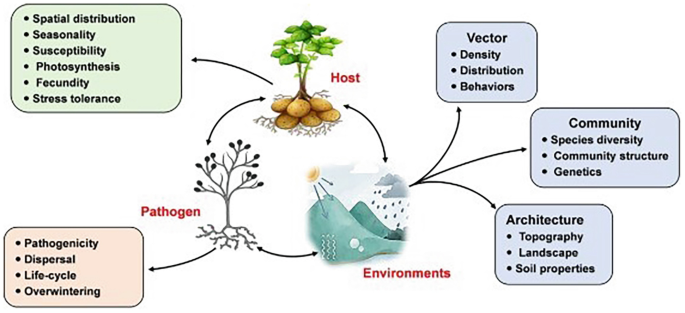 Spatial distribution
Seasonality
Susceptibility
Photosynthesis
Fecundity
Stress tolerance
Host
Vector
Density
Distribution
Behaviors
Community
Species diversity
Community structure
Genetics
Pathogen
Environments
Architecture
Topography
Landscape
Soil properties
Pathogenicity
Dispersal
Life-cycle
Overwintering